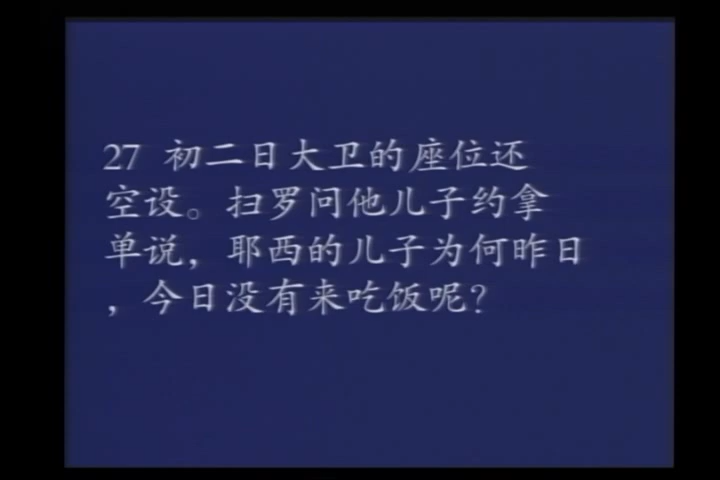 27 初二日大卫的座位还
空设。扫罗问他儿子约拿
单说，耶西的儿子为何昨日
，今日没有来吃饭呢？